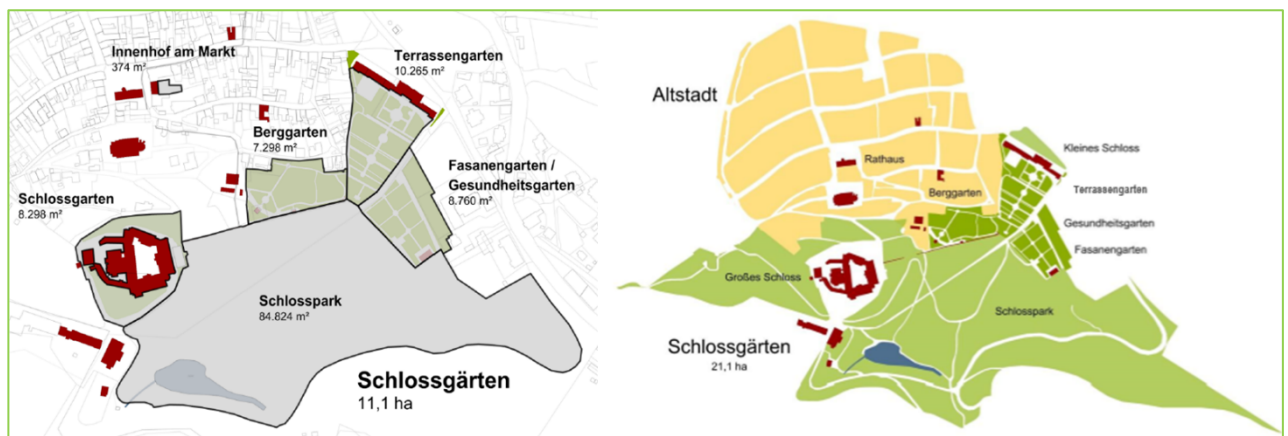 Innenhof am Markt
374 m²
Terrassengarten
10.265 m²
Berggarten
7.298 m²
Fasanengarten /
Gesundheitsgarten
8.760 m²
Schlossgarten
8.298 m²
Schlosspark
84.824 m²
Schlossgärten
11,1 ha
Altstadt
Kleines Schloss
Rathaus
Terrassengarten
Berggarten
Gesundheitsgarten
Fasanengarten
Großes Schloss
Schlosspark
Schlossgärten
21,1 ha